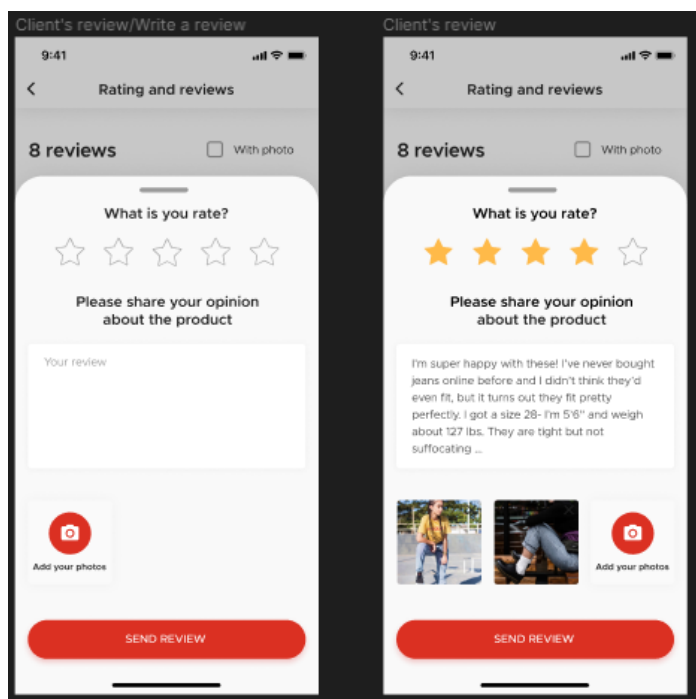 Client's review/Write a review
9:41
Rating and reviews
8 reviews
With photo
What is you rate?
Please share your opinion
about the product
Your review
Add your photos
SEND REVIEW
Client's review
9:41
Rating and reviews
8 reviews
With photo
What is you rate?
Please share your opinion
about the product
I'm super happy with these! I've never bought
jeans online before and I didn't think they'd
even fit, but it turns out they fit pretty
perfectly. I got a size 28- I'm 5'6" and weigh
about 127 lbs. They are tight but not
suffocating ...
Add your photos
SEND REVIEW